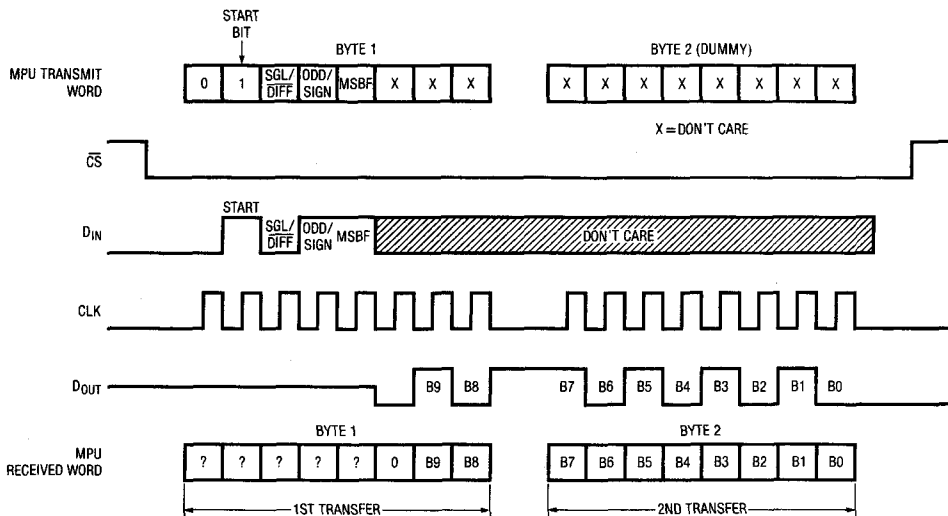 START
BIT
BYTE 1
BYTE 2 (DUMMY)
MPU TRANSMIT
WORD
0 1 SGL/ ODD/ MSBF X X X
DIFF SIGN
X X X X X X X X
X = DON'T CARE
CS
START
DIN
SGL/ ODD/ MSBF
DIFF SIGN
DON'T CARE
CLK
DOUT
B9 B8 B7 B6 B5 B4 B3 B2 B1 B0
BYTE 1
BYTE 2
MPU
RECEIVED WORD
? ? ? ? ? 0 B9 B8
B7 B6 B5 B4 B3 B2 B1 B0
1ST TRANSFER
2ND TRANSFER